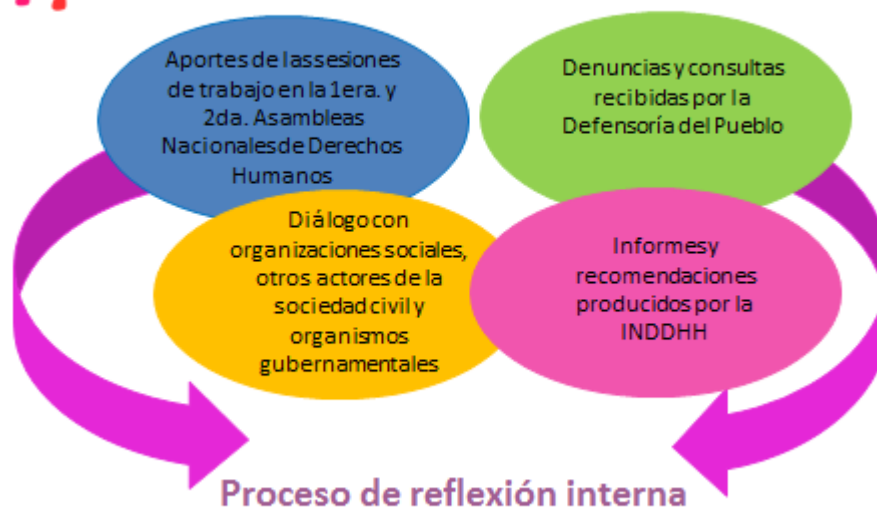 Aportes de lassesiones
de trabajo en la 1era. y
2da. Asambleas
Nacionales de Derechos
Humanos
Denuncias y consultas
recibidas por la
Defensoría del Pueblo
Diálogo con
organizaciones sociales,
otros actores de la
sociedad civil y
organismos
gubernamentales
Informes y
recomendaciones
producidos por la
INDDHH
Proceso de reflexión interna